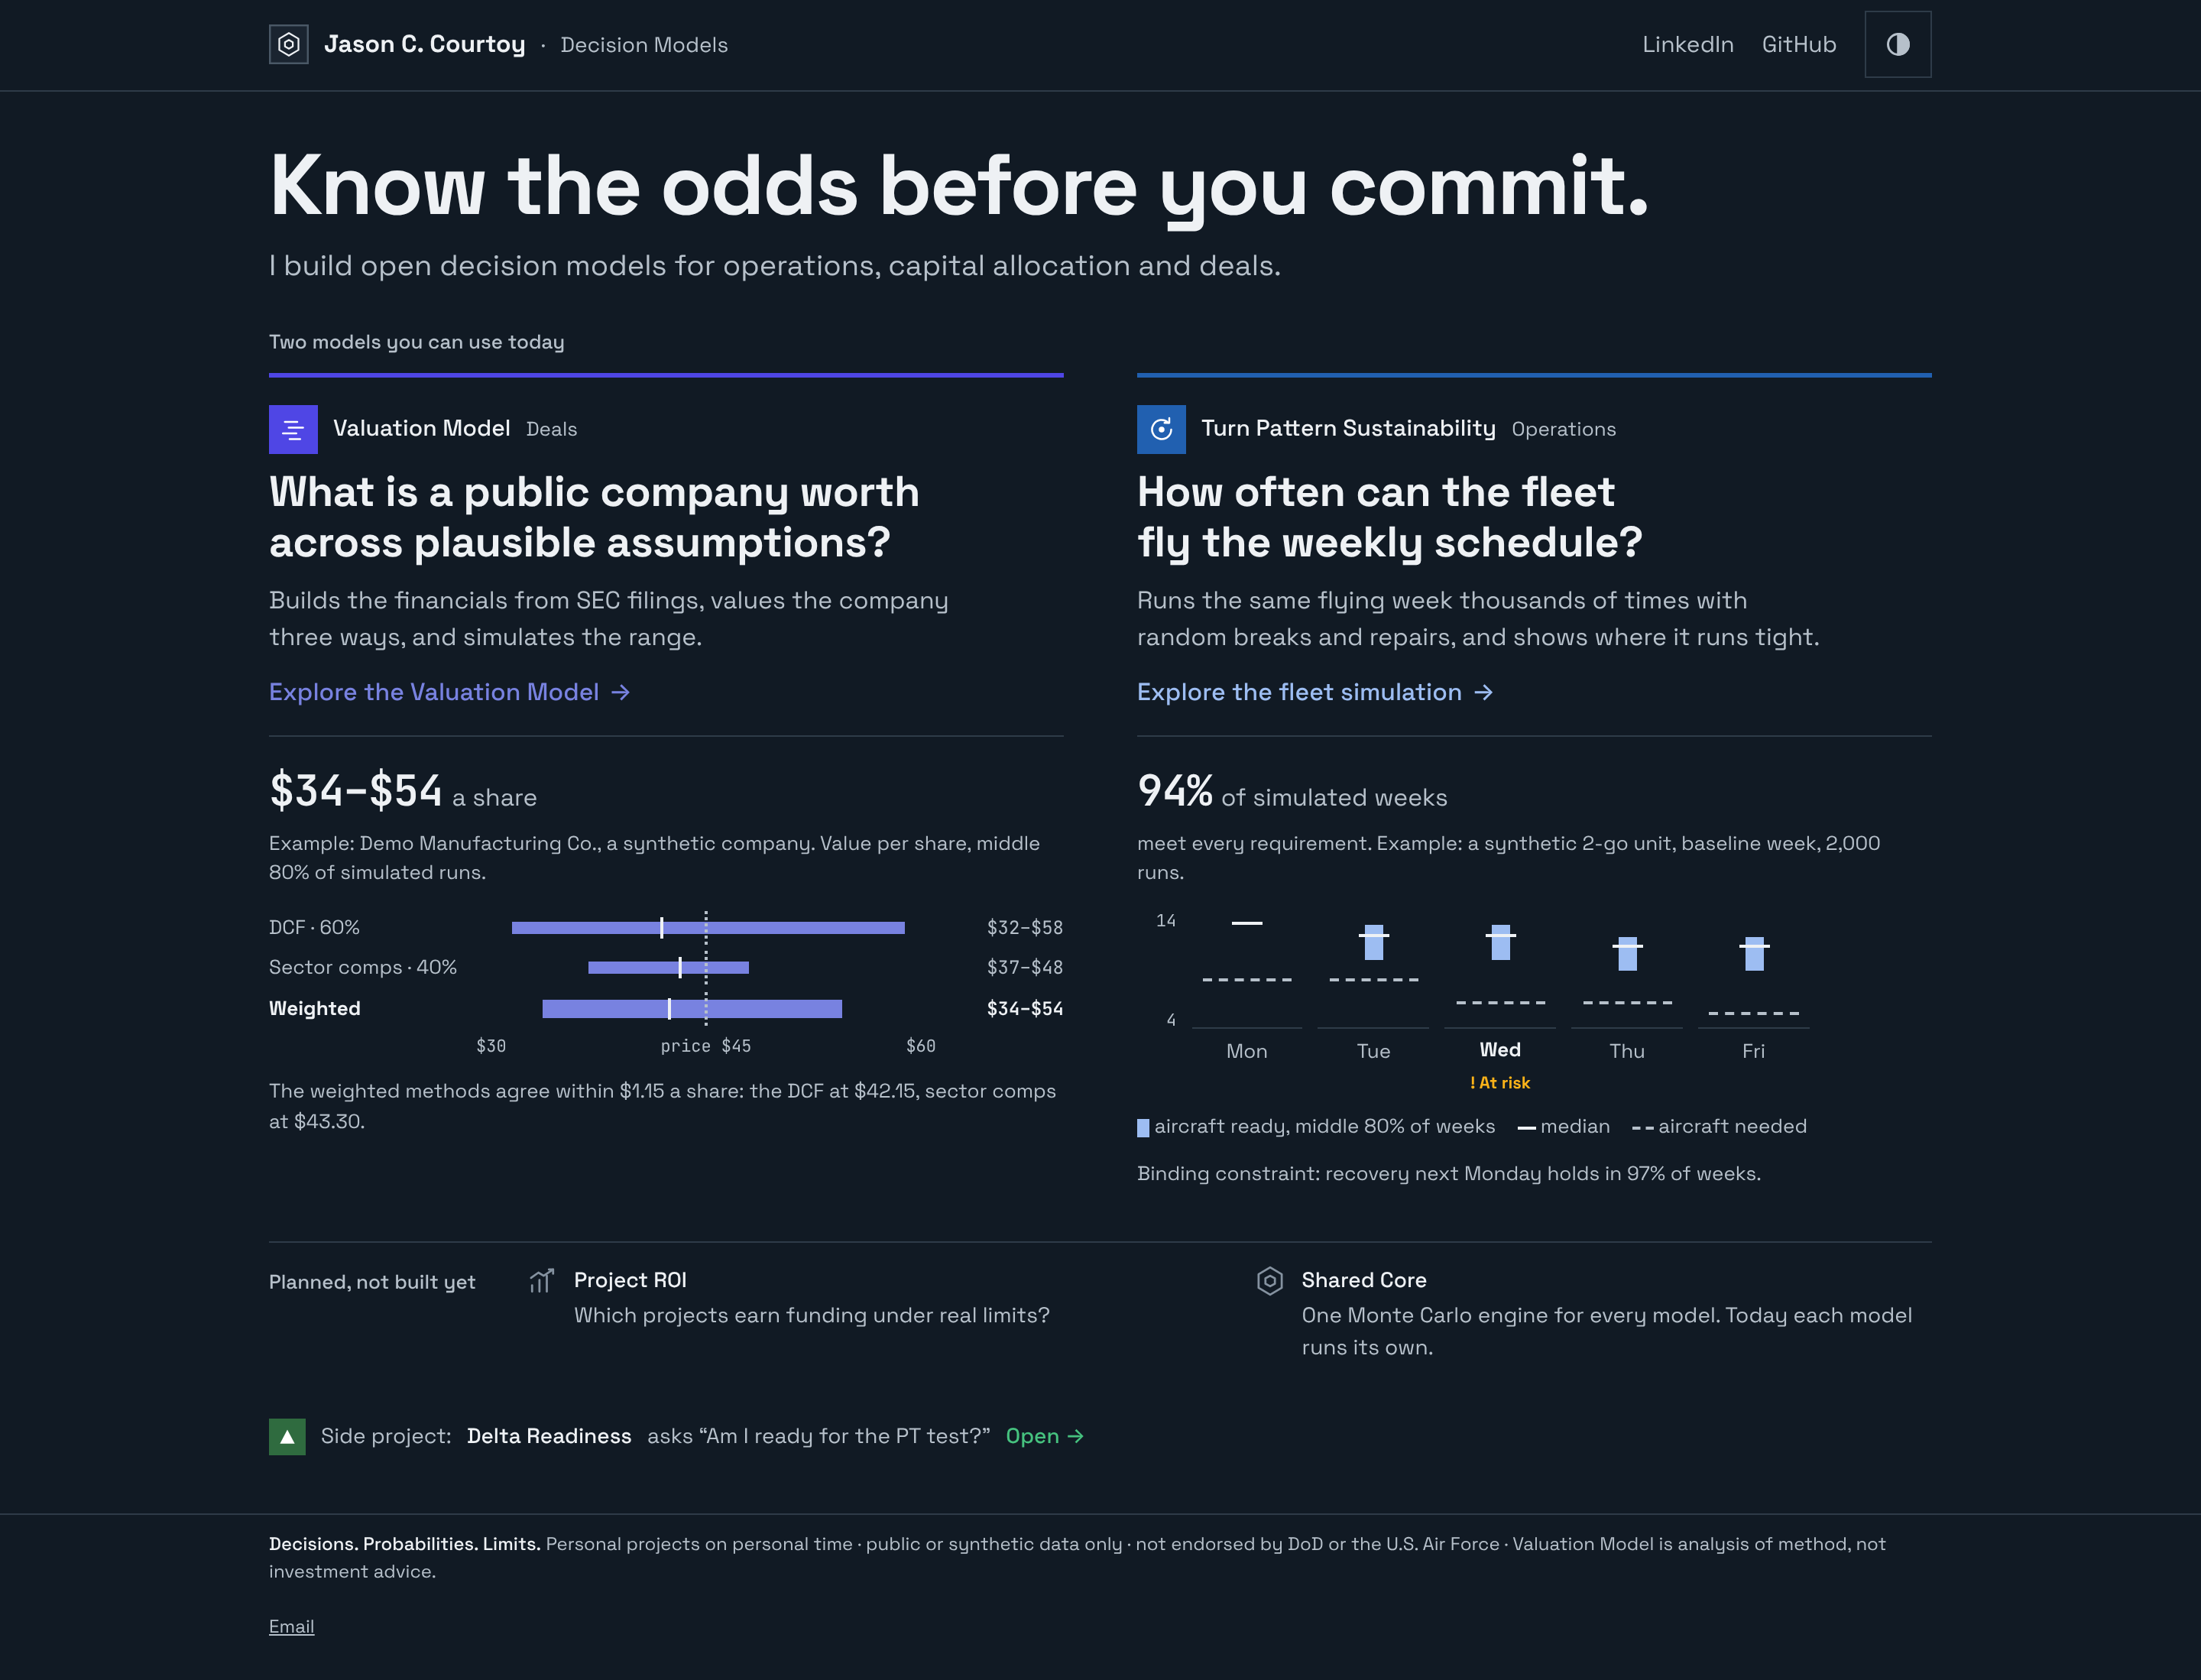 Jason C. Courtoy · Decision Models
LinkedIn GitHub
Know the odds before you commit.
I build open decision models for operations, capital allocation and deals.
Two models you can use today
Valuation Model Deals
What is a public company worth
across plausible assumptions?
Builds the financials from SEC filings, values the company
three ways, and simulates the range.
Explore the Valuation Model →
$34–$54 a share
Example: Demo Manufacturing Co., a synthetic company. Value per share, middle
80% of simulated runs.
DCF · 60% $32–$58
Sector comps · 40% $37–$48
Weighted $34–$54
$30 price $45 $60
The weighted methods agree within $1.15 a share: the DCF at $42.15, sector comps
at $43.30.
Turn Pattern Sustainability Operations
How often can the fleet
fly the weekly schedule?
Runs the same flying week thousands of times with
random breaks and repairs, and shows where it runs tight.
Explore the fleet simulation →
94% of simulated weeks
meet every requirement. Example: a synthetic 2-go unit, baseline week, 2,000
runs.
14
4
Mon Tue Wed Thu Fri
! At risk
aircraft ready, middle 80% of weeks median aircraft needed
Binding constraint: recovery next Monday holds in 97% of weeks.
Planned, not built yet
Project ROI
Which projects earn funding under real limits?
Shared Core
One Monte Carlo engine for every model. Today each model
runs its own.
Side project: Delta Readiness asks “Am I ready for the PT test?” Open →
Decisions. Probabilities. Limits. Personal projects on personal time · public or synthetic data only · not endorsed by DoD or the U.S. Air Force · Valuation Model is analysis of method, not
investment advice.
Email